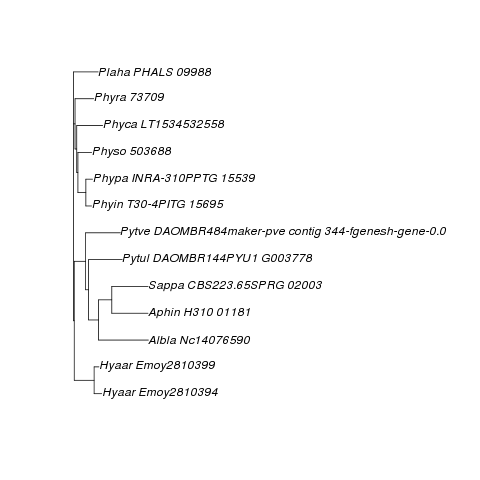 Plaha PHALS 09988
Phyra 73709
Phyca LT1534532558
Physo 503688
Phypa INRA-310PPTG 15539
Phyin T30-4PITG 15695
Pytve DAOMBR484maker-pve contig 344-fgenesh-gene-0.0
Pytul DAOMBR144PYU1 G003778
Sappa CBS223.65SPRG 02003
Aphin H310 01181
Albla Nc14076590
Hyaar Emoy2810399
Hyaar Emoy2810394